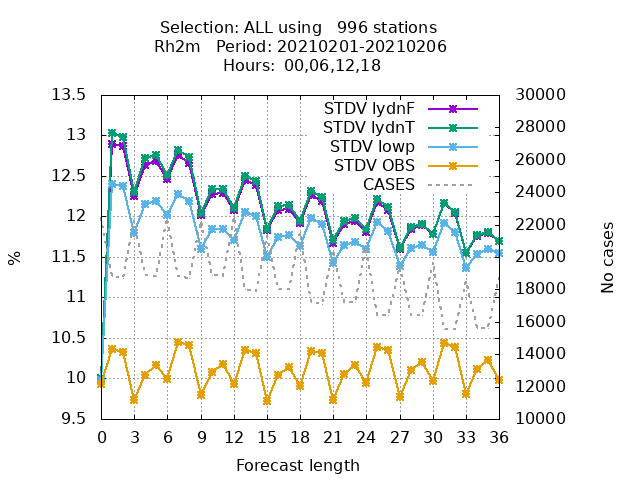 Selection: ALL using   996 stations
Rh2m   Period: 20210201-20210206
Hours:  00,06,12,18
13.5
13
12.5
12
11.5
11
10.5
10
9.5
%
30000
28000
26000
24000
22000
20000
18000
16000
14000
12000
10000
No cases
STDV lydnF
STDV lydnT
STDV lowp
STDV OBS
CASES
0 3 6 9 12 15 18 21 24 27 30 33 36
Forecast length